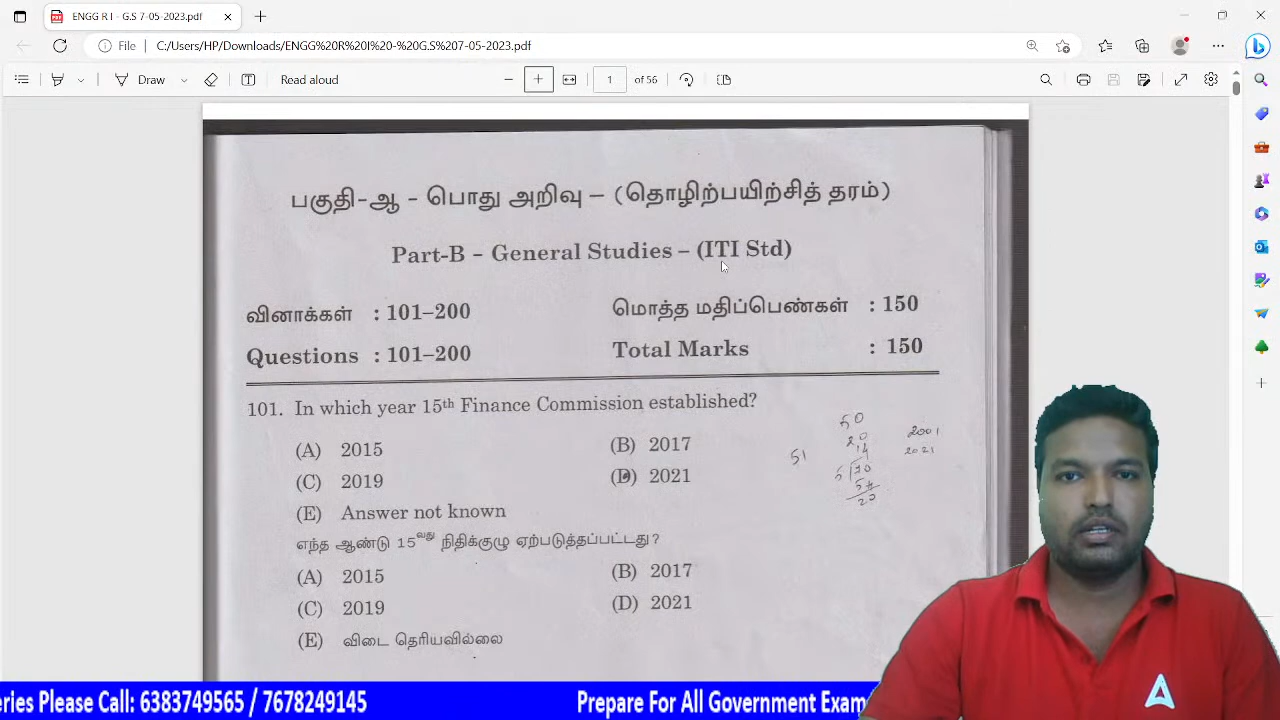 ENGG R I - G.S 7-05-2023.pdf
File C:/Users/HP/Downloads/ENGG%20R%20I%20-%20G.S%207-05-2023.pdf
Draw Read aloud 1 of 56
பகுதி-ஆ - பொது அறிவு – (தொழிற்பயிற்சித் தரம்)
Part-B - General Studies – (ITI Std)
வினாக்கள் : 101–200 மொத்த மதிப்பெண்கள் : 150
Questions : 101–200 Total Marks : 150
101. In which year 15th Finance Commission established?
(A) 2015 (B) 2017
(C) 2019 (D) 2021
(E) Answer not known
எந்த ஆண்டு 15வது நிதிக்குழு ஏற்படுத்தப்பட்டது?
(A) 2015 (B) 2017
(C) 2019 (D) 2021
(E) விடை தெரியவில்லை
51
2001
2021
eries Please Call: 6383749565 / 7678249145 Prepare For All Government Exam